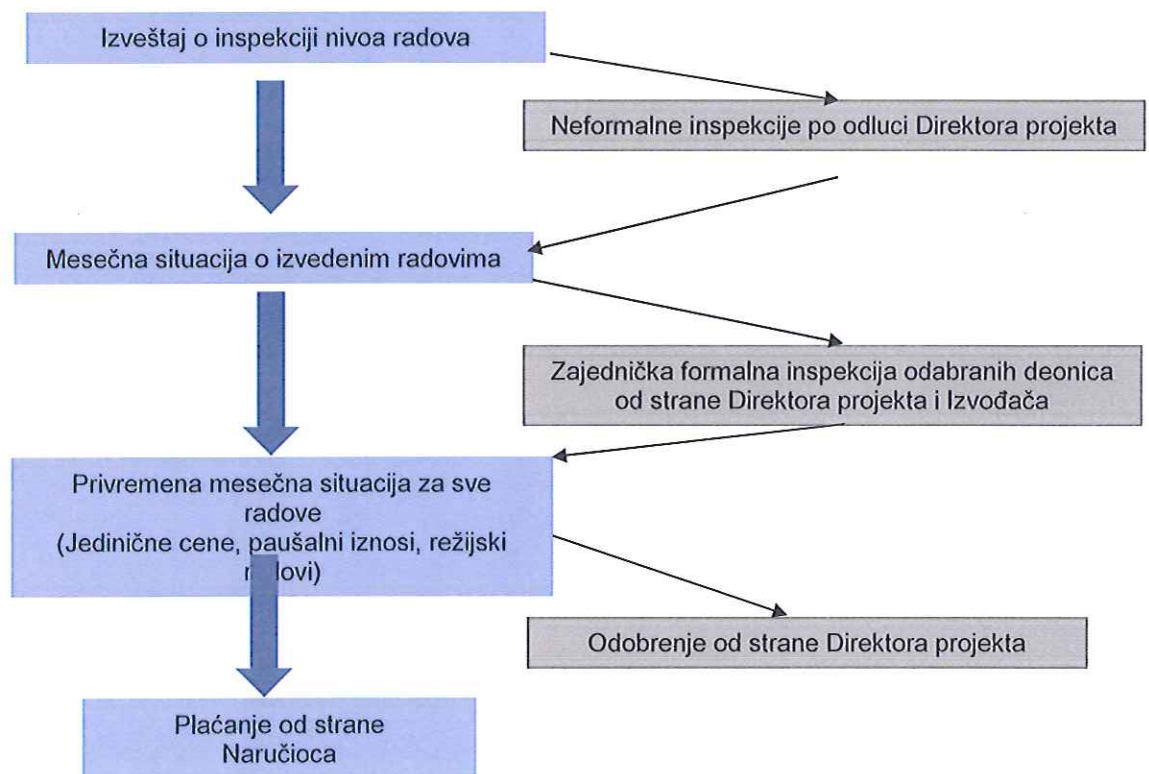 Izveštaj o inspekciji nivoa radova
Neformalne inspekcije po odluci Direktora projekta
Mesečna situacija o izvedenim radovima
Zajednička formalna inspekcija odabranih deonica
od strane Direktora projekta i Izvođača
Privremena mesečna situacija za sve
radove
(Jedinične cene, paušalni iznosi, režijski
Odobrenje od strane Direktora projekta
Plaćanje od strane
Naručioca